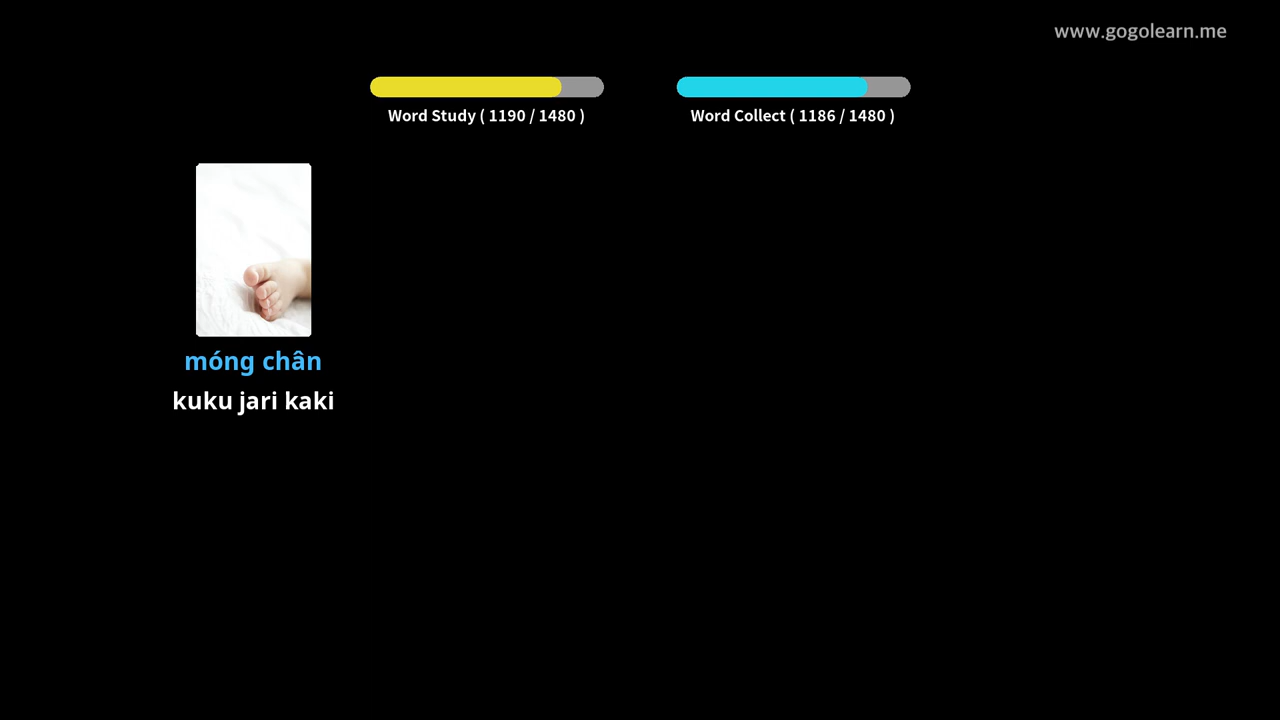 www.gogolearn.me
Word Study ( 1190 / 1480 )
Word Collect ( 1186 / 1480 )
móng chân
kuku jari kaki